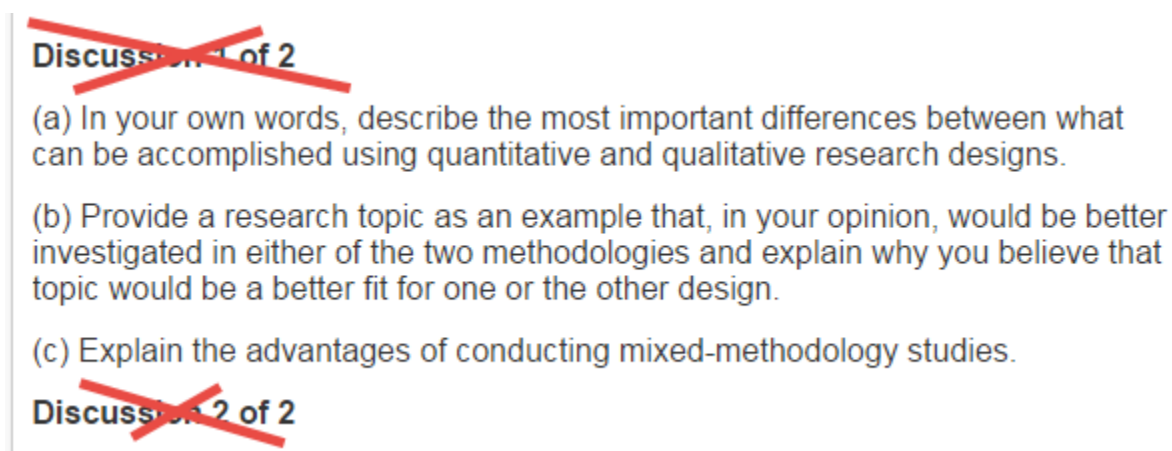 Discussion 1 of 2
(a) In your own words, describe the most important differences between what
can be accomplished using quantitative and qualitative research designs.
(b) Provide a research topic as an example that, in your opinion, would be better
investigated in either of the two methodologies and explain why you believe that
topic would be a better fit for one or the other design.
(c) Explain the advantages of conducting mixed-methodology studies.
Discussion 2 of 2